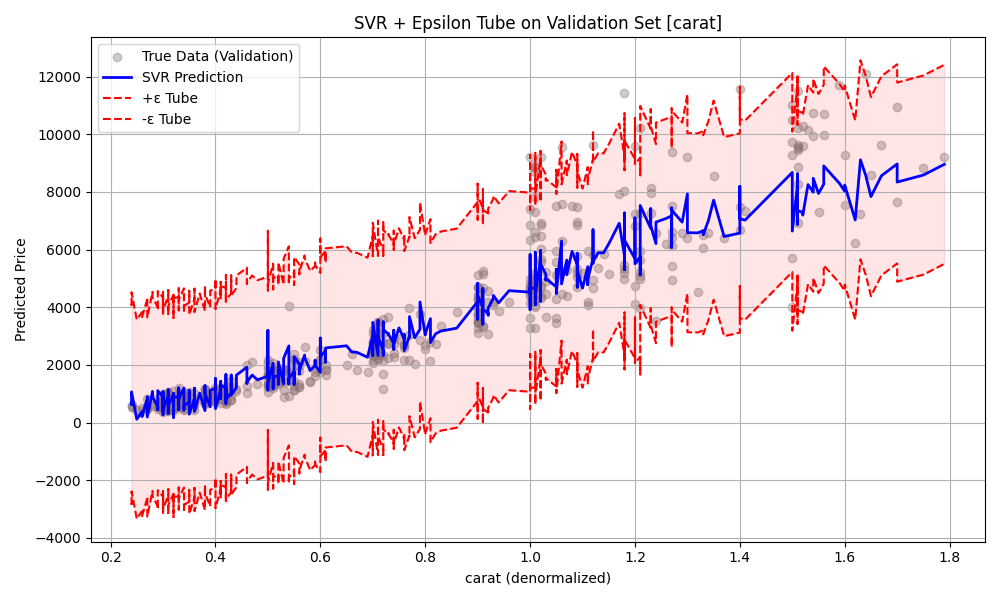 SVR + Epsilon Tube on Validation Set [carat]
True Data (Validation)
SVR Prediction
+ε Tube
-ε Tube
12000
10000
8000
6000
4000
2000
0
−2000
−4000
Predicted Price
0.2 0.4 0.6 0.8 1.0 1.2 1.4 1.6 1.8
carat (denormalized)